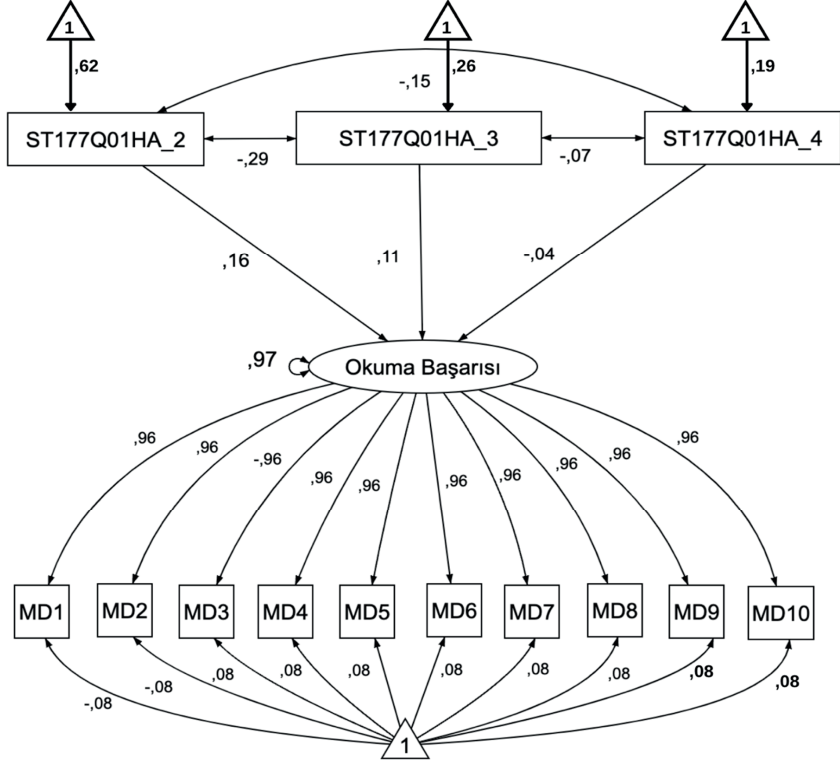 1 1 1
,62 ,26 ,19
-,15
ST177Q01HA_2 ST177Q01HA_3 ST177Q01HA_4
-,29 -,07
,16 ,11 -,04
,97 Okuma Başarısı
,96 ,96 -,96 ,96 ,96 ,96 ,96 ,96 ,96 ,96
MD1 MD2 MD3 MD4 MD5 MD6 MD7 MD8 MD9 MD10
-,08 -,08 ,08 ,08 ,08 ,08 ,08 ,08 ,08 ,08
1